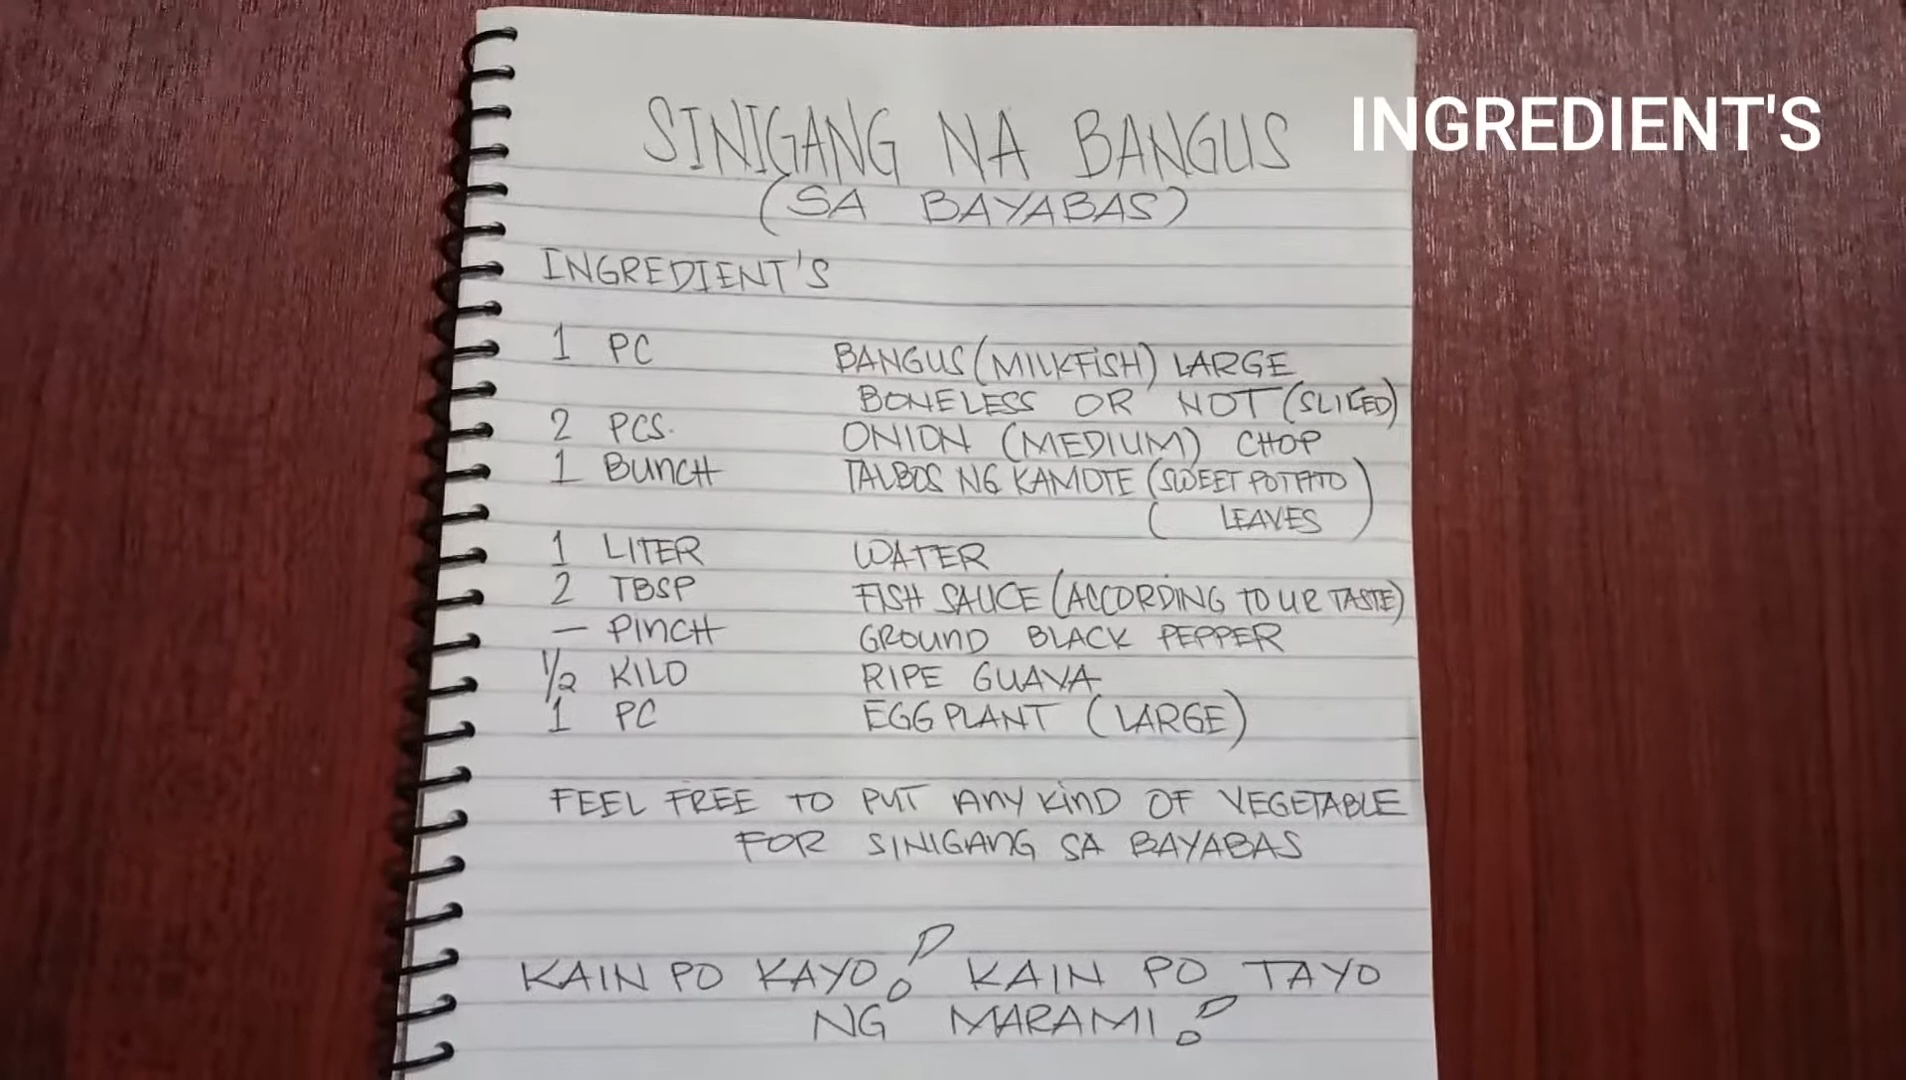 INGREDIENT'S
SINIGANG NA BANGUS
(SA BAYABAS)
INGREDIENT'S
1 PC BANGUS (MILKFISH) LARGE
BONELESS OR NOT (SLICED)
2 PCS. ONION (MEDIUM) CHOP
1 BUNCH TALBOS NG KAMOTE (SWEET POTATO)
( LEAVES )
1 LITER WATER
2 TBSP FISH SAUCE (ACCORDING TO UR TASTE)
— PINCH GROUND BLACK PEPPER
1/2 KILO RIPE GUAVA
1 PC EGGPLANT (LARGE)
FEEL FREE TO PUT ANY KIND OF VEGETABLE
FOR SINIGANG SA BAYABAS
KAIN PO KAYO! KAIN PO TAYO
NG MARAMI!